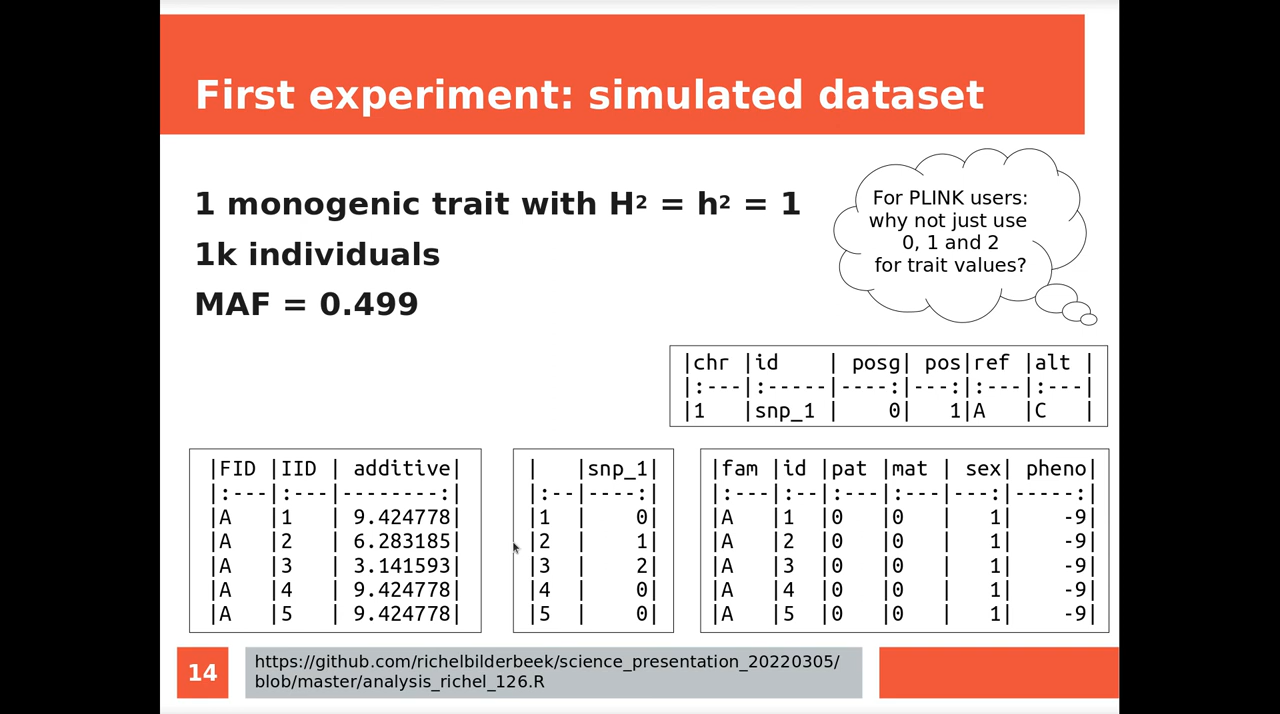 First experiment: simulated dataset
1 monogenic trait with H2 = h2 = 1
1k individuals
MAF = 0.499
For PLINK users:
why not just use
0, 1 and 2
for trait values?
|chr |id     | posg| pos|ref |alt |
|:---|:-----|----:|---:|:---|:---|
|1   |snp_1 |    0|   1|A   |C   |
|FID |IID | additive|
|:---|:---|--------:|
|A   |1   | 9.424778|
|A   |2   | 6.283185|
|A   |3   | 3.141593|
|A   |4   | 9.424778|
|A   |5   | 9.424778|
|   |snp_1|
|:--|----:|
|1  |    0|
|2  |    1|
|3  |    2|
|4  |    0|
|5  |    0|
|fam |id |pat |mat | sex| pheno|
|:---|:--|:---|:---|---:|-----:|
|A   |1  |0   |0   |   1|    -9|
|A   |2  |0   |0   |   1|    -9|
|A   |3  |0   |0   |   1|    -9|
|A   |4  |0   |0   |   1|    -9|
|A   |5  |0   |0   |   1|    -9|
14
https://github.com/richelbilderbeek/science_presentation_20220305/
blob/master/analysis_richel_126.R